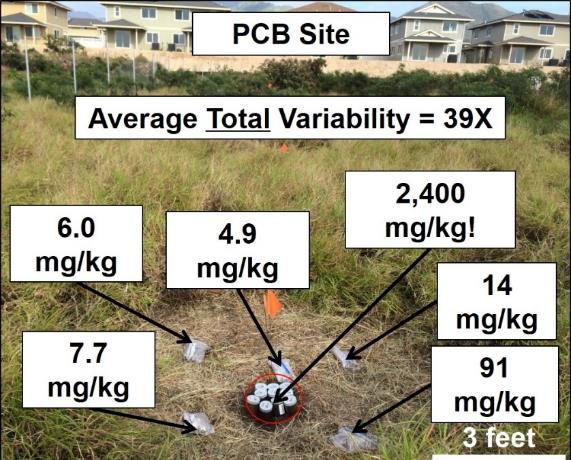 PCB Site
Average Total Variability = 39X
2,400
mg/kg!
6.0
mg/kg
4.9
mg/kg
14
mg/kg
7.7
mg/kg
91
mg/kg
3 feet